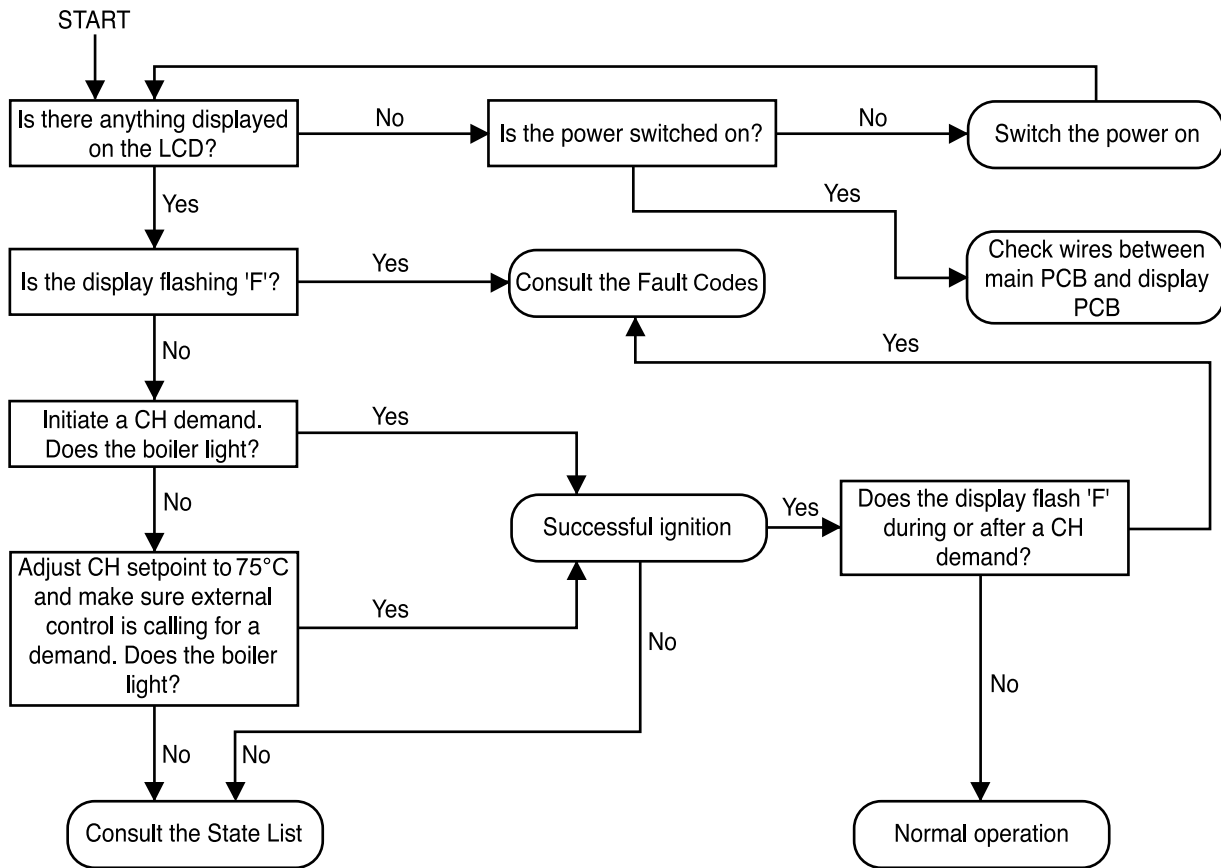 START
Is there anything displayed
on the LCD?
No
Is the power switched on?
No
Switch the power on
Yes
Yes
Check wires between
main PCB and display
PCB
Is the display flashing 'F'?
Yes
Consult the Fault Codes
No
Yes
Initiate a CH demand.
Does the boiler light?
Yes
No
Successful ignition
Yes
Does the display flash 'F'
during or after a CH
demand?
Adjust CH setpoint to 75°C
and make sure external
control is calling for a
demand. Does the boiler
light?
Yes
No
No
No
No
Consult the State List
Normal operation